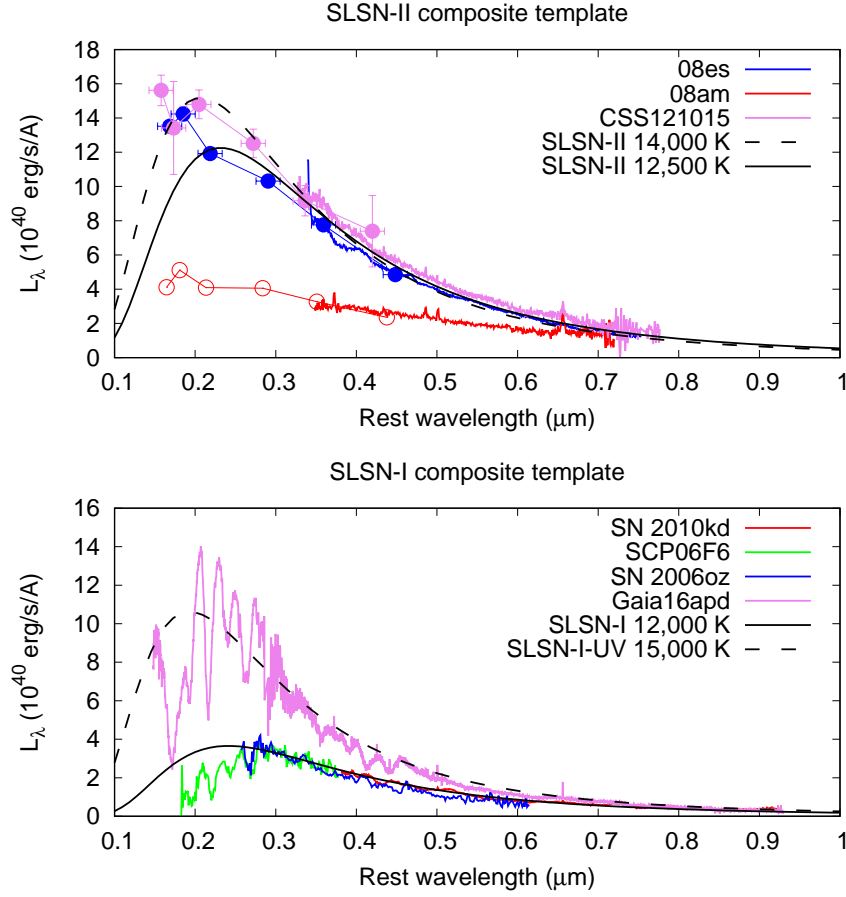 SLSN-II composite template
18
16
14
12
10
8
6
4
2
0
L_λ (10^40 erg/s/A)
08es
08am
CSS121015
SLSN-II 14,000 K
SLSN-II 12,500 K
0.1 0.2 0.3 0.4 0.5 0.6 0.7 0.8 0.9 1
Rest wavelength (μm)
SLSN-I composite template
16
14
12
10
8
6
4
2
0
L_λ (10^40 erg/s/A)
SN 2010kd
SCP06F6
SN 2006oz
Gaia16apd
SLSN-I 12,000 K
SLSN-I-UV 15,000 K
0.1 0.2 0.3 0.4 0.5 0.6 0.7 0.8 0.9 1
Rest wavelength (μm)